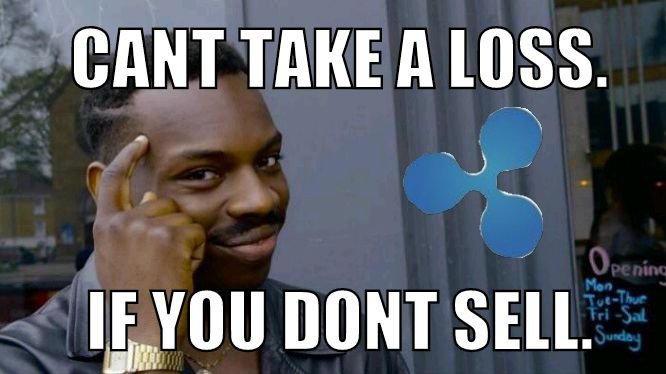 CANT TAKE A LOSS.
Opening
Mon
Tue-Thur
Fri-Sat
Sunday
IF YOU DONT SELL.